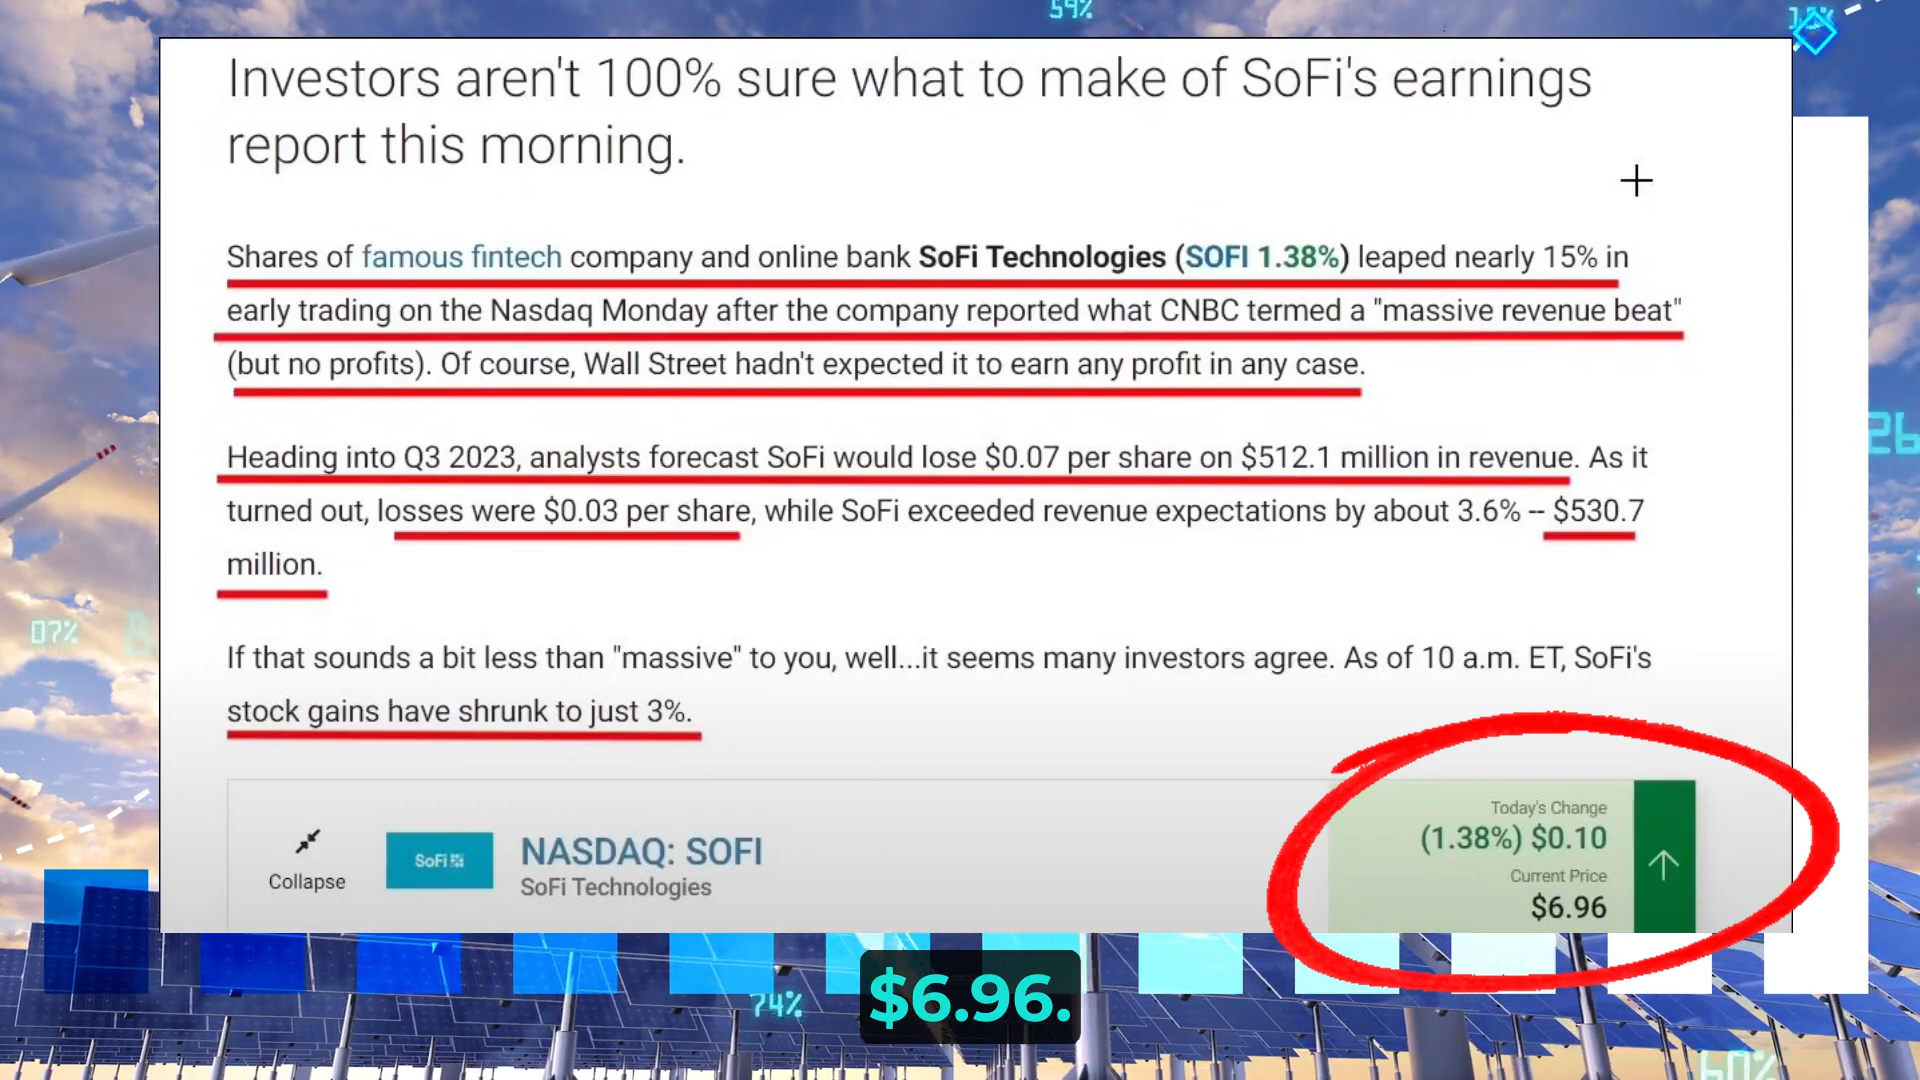 59%
Investors aren't 100% sure what to make of SoFi's earnings
report this morning.
Shares of famous fintech company and online bank SoFi Technologies (SOFI 1.38%) leaped nearly 15% in
early trading on the Nasdaq Monday after the company reported what CNBC termed a "massive revenue beat"
(but no profits). Of course, Wall Street hadn't expected it to earn any profit in any case.
Heading into Q3 2023, analysts forecast SoFi would lose $0.07 per share on $512.1 million in revenue. As it
turned out, losses were $0.03 per share, while SoFi exceeded revenue expectations by about 3.6% -- $530.7
million.
26
07%
If that sounds a bit less than "massive" to you, well...it seems many investors agree. As of 10 a.m. ET, SoFi's
stock gains have shrunk to just 3%.
Collapse
SoFi
NASDAQ: SOFI
SoFi Technologies
Today's Change
(1.38%) $0.10
Current Price
$6.96
74%
$6.96.
60%